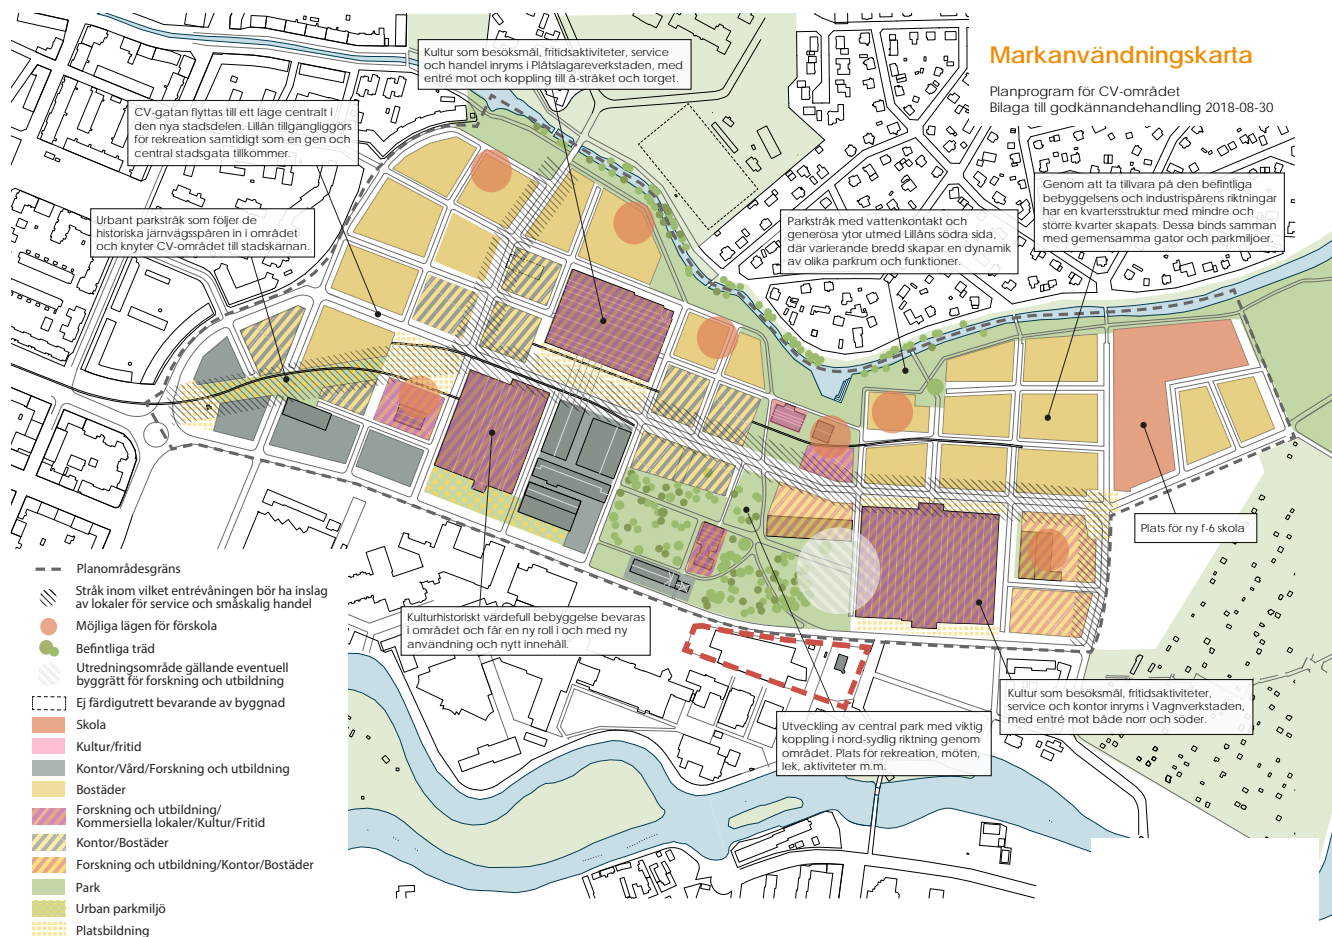 Markanvändningskarta
Planprogram för CV-området
Bilaga till godkännandehandling 2018-08-30
Kultur som besöksmål, fritidsaktiviteter, service
och handel inryms i Plåtslagareverkstaden, med
entré mot och koppling till å-stråket och torget.
CV-gatan flyttas till ett läge centralt i
den nya stadsdelen. Lillån tillgängliggörs
för rekreation samtidigt som en gen och
central stadsgata tillkommer.
Urbant parkstråk som följer de
historiska järnvägsspåren in i området
och knyter CV-området till stadskärnan.
Parkstråk med vattenkontakt och
generösa ytor utmed Lillåns södra sida,
där varierande bredd skapar en dynamik
av olika parkrum och funktioner.
Genom att ta tillvara på den befintliga
bebyggelsens och industrispårens riktningar
har en kvartersstruktur med mindre och
större kvarter skapats. Dessa binds samman
med gemensamma gator och parkmiljöer.
Plats för ny f-6 skola
Kulturhistoriskt värdefull bebyggelse bevaras
i området och får en ny roll i och med ny
användning och nytt innehåll.
Kultur som besöksmål, fritidsaktiviteter,
service och kontor inryms i Vagnverkstaden,
med entré mot både norr och söder.
Utveckling av central park med viktig
koppling i nord-sydlig riktning genom
området. Plats för rekreation, möten,
lek, aktiviteter m.m.
Planområdesgräns
Stråk inom vilket entrévåningen bör ha inslag
av lokaler för service och småskalig handel
Möjliga lägen för förskola
Befintliga träd
Utredningsområde gällande eventuell
byggrätt för forskning och utbildning
Ej färdigutrett bevarande av byggnad
Skola
Kultur/fritid
Kontor/Vård/Forskning och utbildning
Bostäder
Forskning och utbildning/
Kommersiella lokaler/Kultur/Fritid
Kontor/Bostäder
Forskning och utbildning/Kontor/Bostäder
Park
Urban parkmiljö
Platsbildning